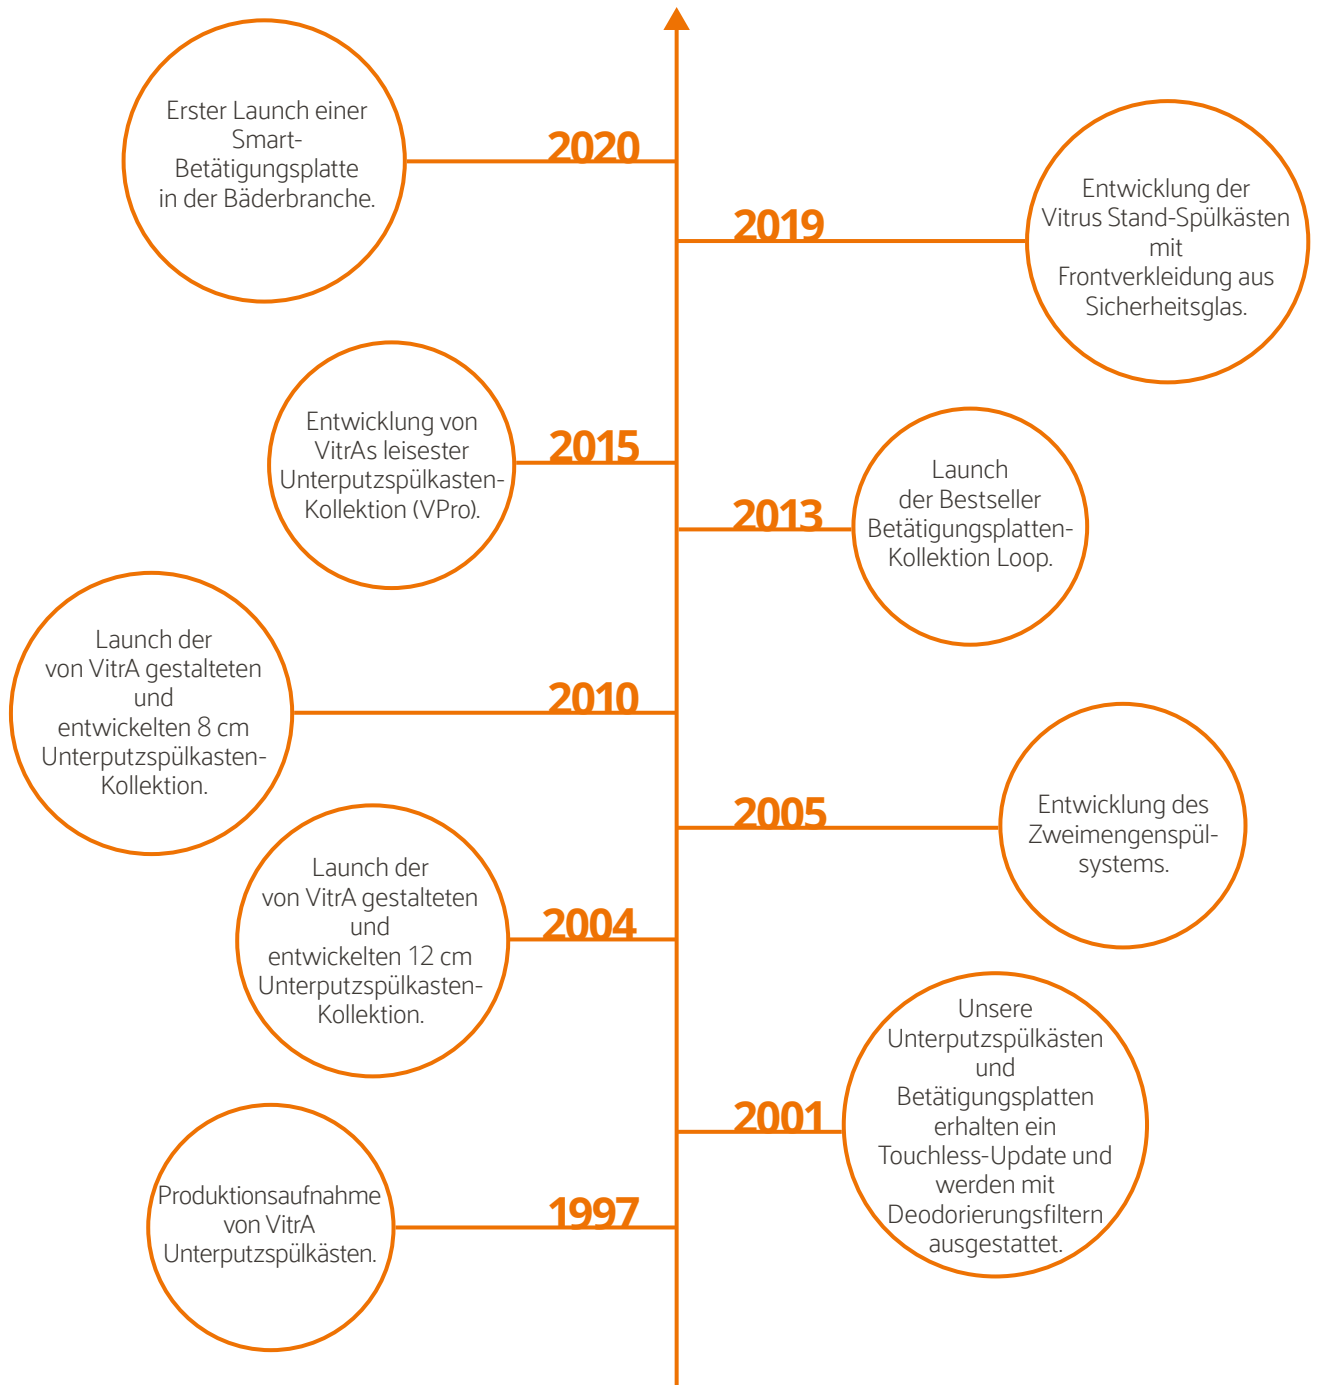 2020
Erster Launch einer
Smart-
Betätigungsplatte
in der Bäderbranche.
2019
Entwicklung der
Vitrus Stand-Spülkästen
mit
Frontverkleidung aus
Sicherheitsglas.
2015
Entwicklung von
VitrAs leisester
Unterputzspülkasten-
Kollektion (VPro).
2013
Launch
der Bestseller
Betätigungsplatten-
Kollektion Loop.
2010
Launch der
von VitrA gestalteten
und
entwickelten 8 cm
Unterputzspülkasten-
Kollektion.
2005
Entwicklung des
Zweimengenspül-
systems.
2004
Launch der
von VitrA gestalteten
und
entwickelten 12 cm
Unterputzspülkasten-
Kollektion.
2001
Unsere
Unterputzspülkästen
und
Betätigungsplatten
erhalten ein
Touchless-Update und
werden mit
Deodorierungsfiltern
ausgestattet.
1997
Produktionsaufnahme
von VitrA
Unterputzspülkästen.